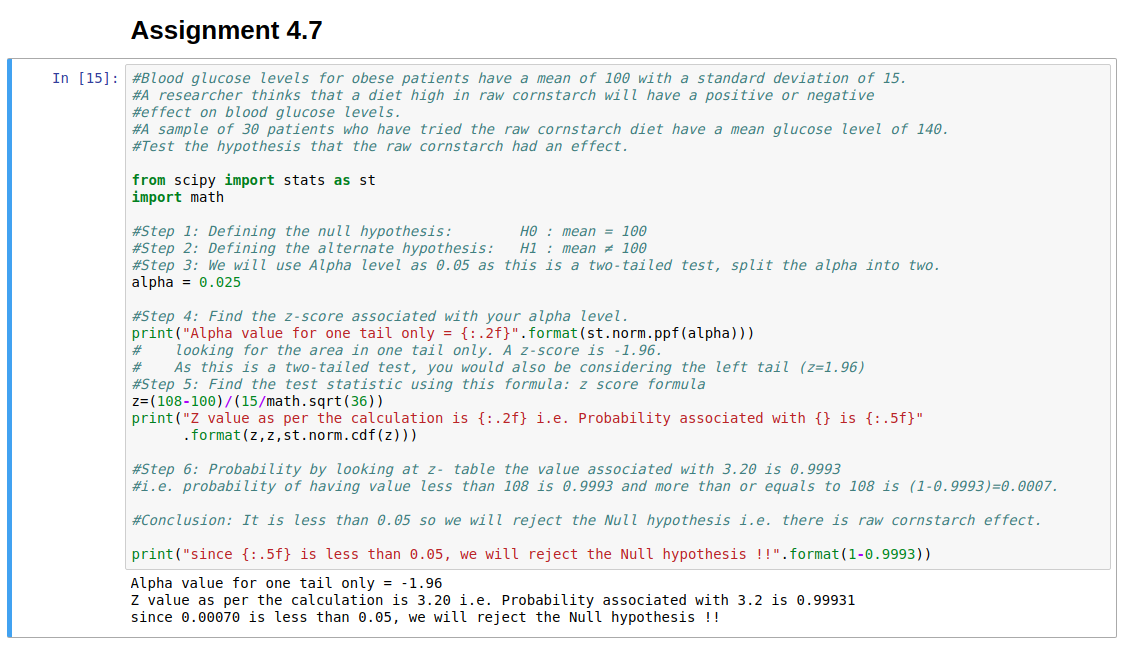 Assignment 4.7
In [15]: #Blood glucose levels for obese patients have a mean of 100 with a standard deviation of 15.
#A researcher thinks that a diet high in raw cornstarch will have a positive or negative
#effect on blood glucose levels.
#A sample of 30 patients who have tried the raw cornstarch diet have a mean glucose level of 140.
#Test the hypothesis that the raw cornstarch had an effect.
from scipy import stats as st
import math
#Step 1: Defining the null hypothesis:        H0 : mean = 100
#Step 2: Defining the alternate hypothesis:   H1 : mean ≠ 100
#Step 3: We will use Alpha level as 0.05 as this is a two-tailed test, split the alpha into two.
alpha = 0.025
#Step 4: Find the z-score associated with your alpha level.
print("Alpha value for one tail only = {:.2f}".format(st.norm.ppf(alpha)))
#    looking for the area in one tail only. A z-score is -1.96.
#    As this is a two-tailed test, you would also be considering the left tail (z=1.96)
#Step 5: Find the test statistic using this formula: z score formula
z=(108-100)/(15/math.sqrt(36))
print("Z value as per the calculation is {:.2f} i.e. Probability associated with {} is {:.5f}"
      .format(z,z,st.norm.cdf(z)))
#Step 6: Probability by looking at z- table the value associated with 3.20 is 0.9993
#i.e. probability of having value less than 108 is 0.9993 and more than or equals to 108 is (1-0.9993)=0.0007.
#Conclusion: It is less than 0.05 so we will reject the Null hypothesis i.e. there is raw cornstarch effect.
print("since {:.5f} is less than 0.05, we will reject the Null hypothesis !!".format(1-0.9993))
Alpha value for one tail only = -1.96
Z value as per the calculation is 3.20 i.e. Probability associated with 3.2 is 0.99931
since 0.00070 is less than 0.05, we will reject the Null hypothesis !!